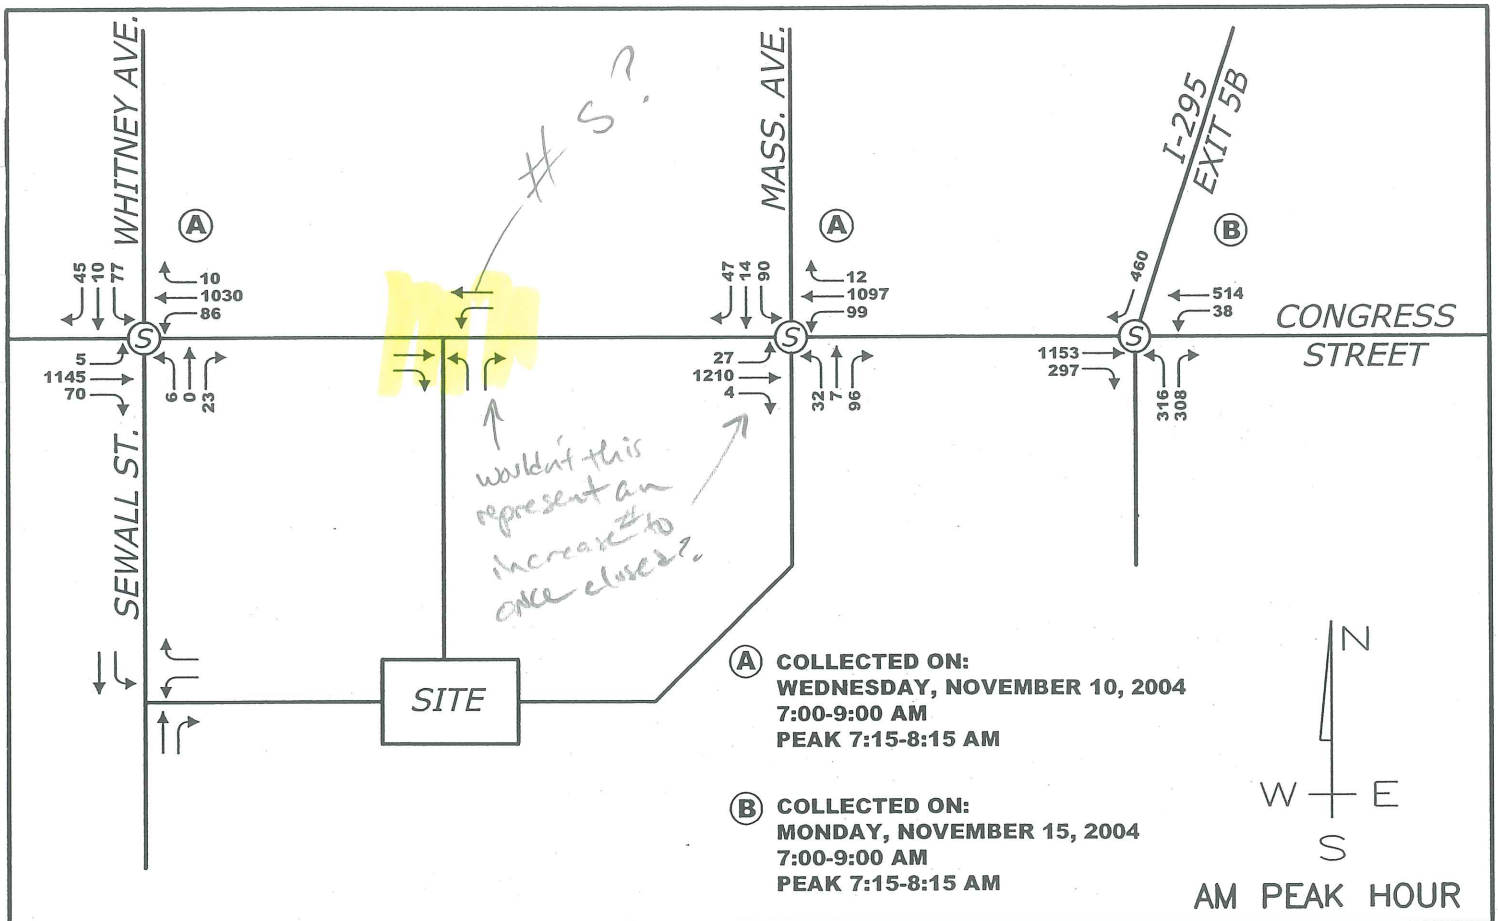 WHITNEY AVE.
# S?
MASS. AVE.
I-295
EXIT 5B
A
A
B
45 10 77
10
1030
86
47 14 90
12
1097
99
460
514
38
CONGRESS
STREET
S
S
S
5
1145
70
6 0 23
27
1210
4
32 7 96
1153
297
316 308
SEWALL ST.
wouldn't this
represent an
increase # to
once closed?
SITE
A COLLECTED ON:
WEDNESDAY, NOVEMBER 10, 2004
7:00-9:00 AM
PEAK 7:15-8:15 AM
B COLLECTED ON:
MONDAY, NOVEMBER 15, 2004
7:00-9:00 AM
PEAK 7:15-8:15 AM
N
W E
S
AM PEAK HOUR